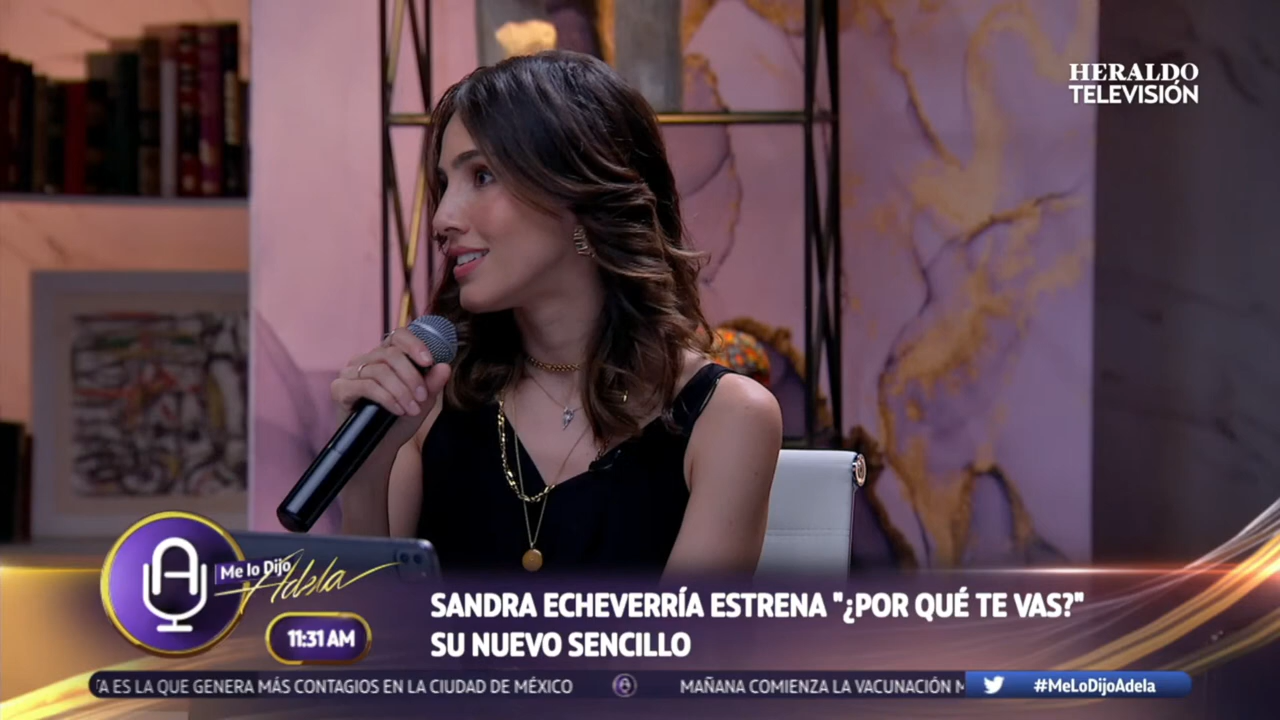 HERALDO
TELEVISIÓN
Me lo Dijo
Adela
11:31 AM
SANDRA ECHEVERRÍA ESTRENA "¿POR QUÉ TE VAS?"
SU NUEVO SENCILLO
TA ES LA QUE GENERA MÁS CONTAGIOS EN LA CIUDAD DE MÉXICO
MAÑANA COMIENZA LA VACUNACIÓN
#MeLoDijoAdela